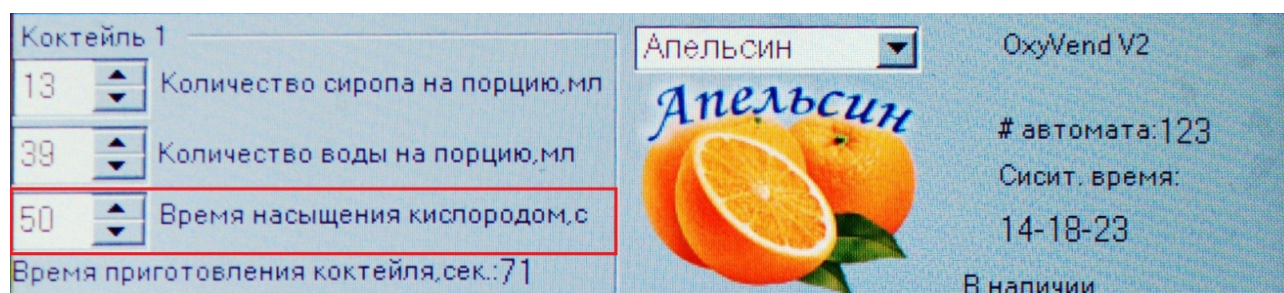 Коктейль 1
13 Количество сиропа на порцию,мл
39 Количество воды на порцию,мл
50 Время насыщения кислородом,с
Время приготовления коктейля,сек.:71
Апельсин
Апельсин
OxyVend V2
# автомата:123
Сисит. время:
14-18-23
В наличии